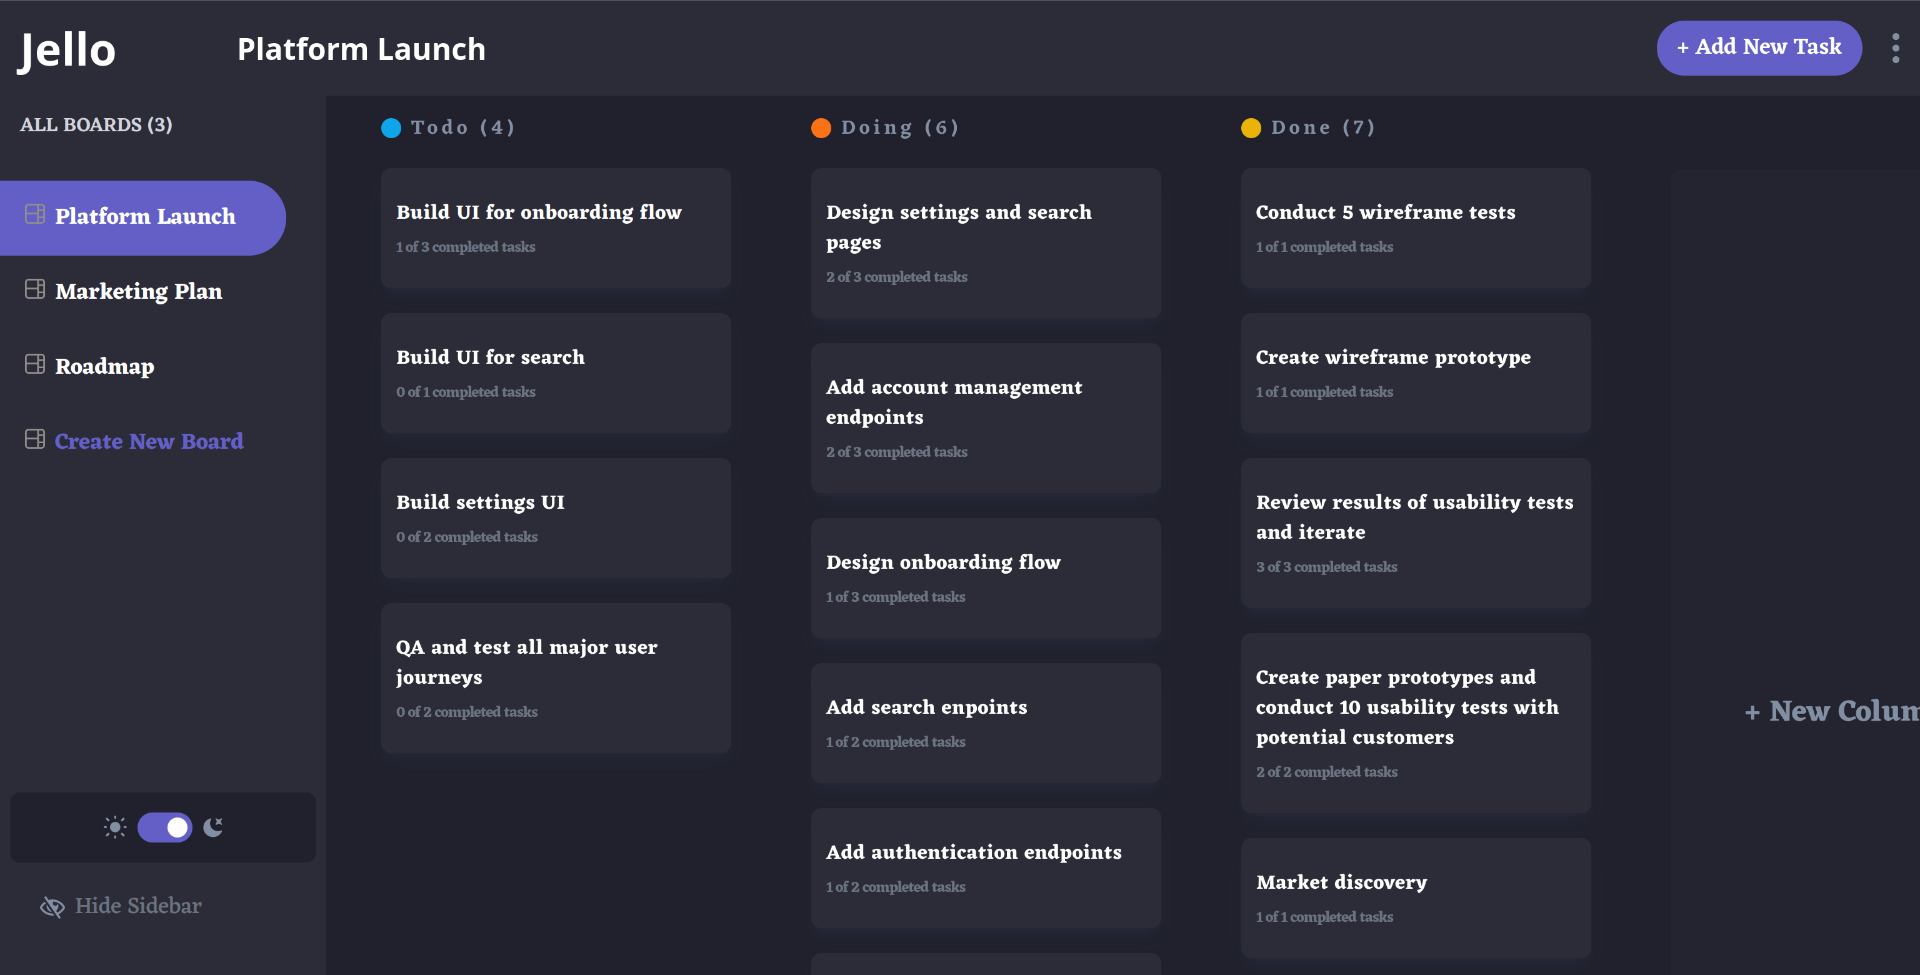 Jello
Platform Launch
+ Add New Task
ALL BOARDS (3)
Platform Launch
Marketing Plan
Roadmap
Create New Board
Hide Sidebar
Todo (4)
Build UI for onboarding flow
1 of 3 completed tasks
Build UI for search
0 of 1 completed tasks
Build settings UI
0 of 2 completed tasks
QA and test all major user
journeys
0 of 2 completed tasks
Doing (6)
Design settings and search
pages
2 of 3 completed tasks
Add account management
endpoints
2 of 3 completed tasks
Design onboarding flow
1 of 3 completed tasks
Add search enpoints
1 of 2 completed tasks
Add authentication endpoints
1 of 2 completed tasks
Done (7)
Conduct 5 wireframe tests
1 of 1 completed tasks
Create wireframe prototype
1 of 1 completed tasks
Review results of usability tests
and iterate
3 of 3 completed tasks
Create paper prototypes and
conduct 10 usability tests with
potential customers
2 of 2 completed tasks
Market discovery
1 of 1 completed tasks
+ New Colum